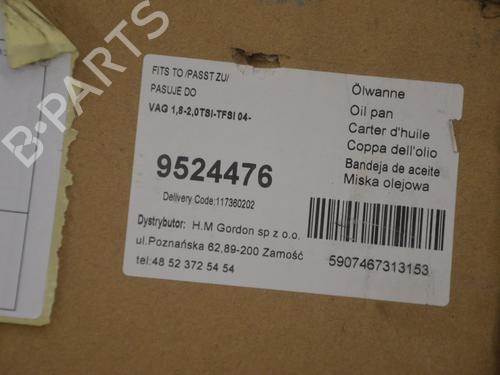 B-PARTS
FITS TO /PASST ZU/
PASUJE DO
VAG 1,8-2,0TSI-TFSI 04-
9524476
Delivery Code:117360202
Dystrybutor: H.M Gordon sp z o.o.
ul.Poznańska 62,89-200 Zamość
tel:48 52 372 54 54
Ölwanne
Oil pan
Carter d'huile
Coppa dell'olio
Bandeja de aceite
Miska olejowa
5907467313153